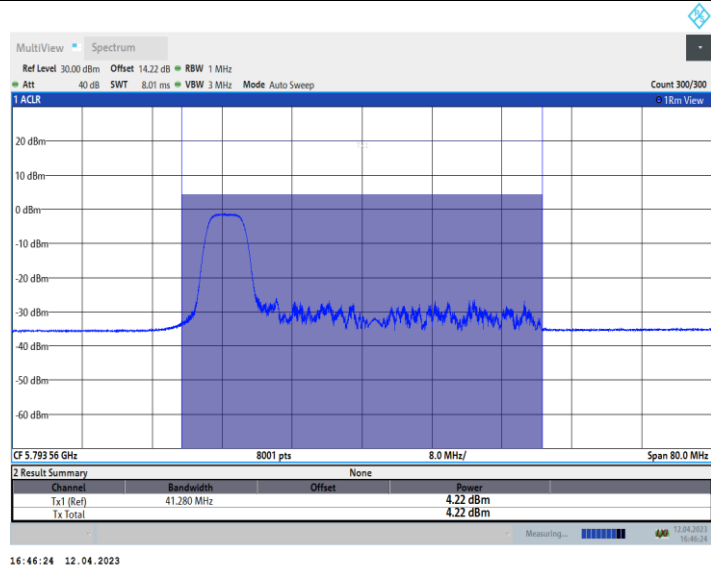 MultiView Spectrum
Ref Level 30.00 dBm Offset 14.22 dB RBW 1 MHz
Att 40 dB SWT 8.01 ms VBW 3 MHz Mode Auto Sweep Count 300/300
1 ACLR 1Rm View
20 dBm
10 dBm
0 dBm
-10 dBm
-20 dBm
-30 dBm
-40 dBm
-50 dBm
-60 dBm
CF 5.793 56 GHz 8001 pts 8.0 MHz/ Span 80.0 MHz
2 Result Summary None
Channel Bandwidth Offset Power
Tx1 (Ref) 41.280 MHz 4.22 dBm
Tx Total 4.22 dBm
Measuring... 12.04.2023
16:46:24
16:46:24 12.04.2023